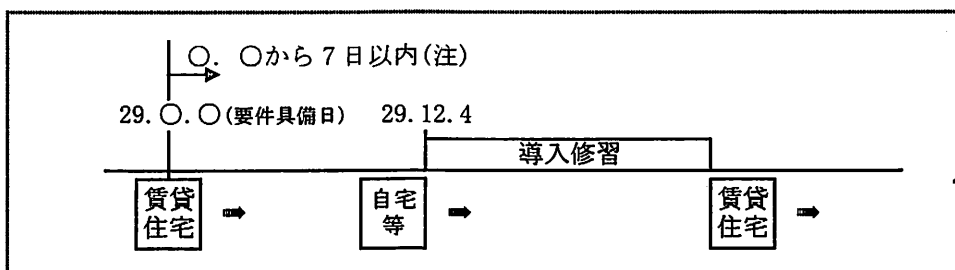 ○. ○から7日以内(注)
29.○.○(要件具備日) 29.12.4
導入修習
賃貸住宅 ➡ 自宅等 ➡ 賃貸住宅 ➡